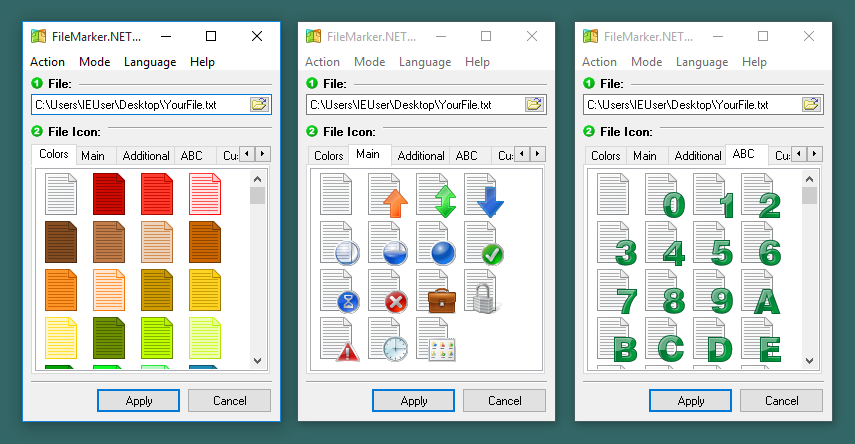 FileMarker.NET...
Action Mode Language Help
1 File:
C:\Users\IEUser\Desktop\YourFile.txt
2 File Icon:
Colors Main Additional ABC Cu
Apply Cancel
FileMarker.NET...
Action Mode Language Help
1 File:
C:\Users\IEUser\Desktop\YourFile.txt
2 File Icon:
Colors Main Additional ABC Cu
Apply Cancel
FileMarker.NET...
Action Mode Language Help
1 File:
C:\Users\IEUser\Desktop\YourFile.txt
2 File Icon:
Colors Main Additional ABC Cu
0 1 2
3 4 5 6
7 8 9 A
B C D E
Apply Cancel